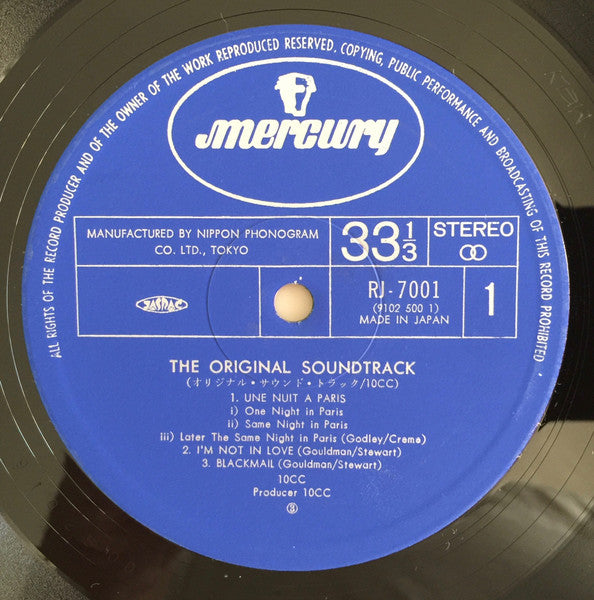 ALL RIGHTS OF THE RECORD PRODUCER AND OF THE OWNER OF THE WORK REPRODUCED RESERVED, COPYING, PUBLIC PERFORMANCE AND BROADCASTING OF THIS RECORD PROHIBITED
mercury
MANUFACTURED BY NIPPON PHONOGRAM
CO. LTD., TOKYO
33 1/3
STEREO
JASRAC
RJ-7001
(9102 500 1)
MADE IN JAPAN
1
THE ORIGINAL SOUNDTRACK
(オリジナル・サウンド・トラック/10CC)
1. UNE NUIT A PARIS
i) One Night in Paris
ii) Same Night in Paris
iii) Later The Same Night in Paris (Godley/Creme)
2. I'M NOT IN LOVE (Gouldman/Stewart)
3. BLACKMAIL (Gouldman/Stewart)
10CC
Producer 10CC